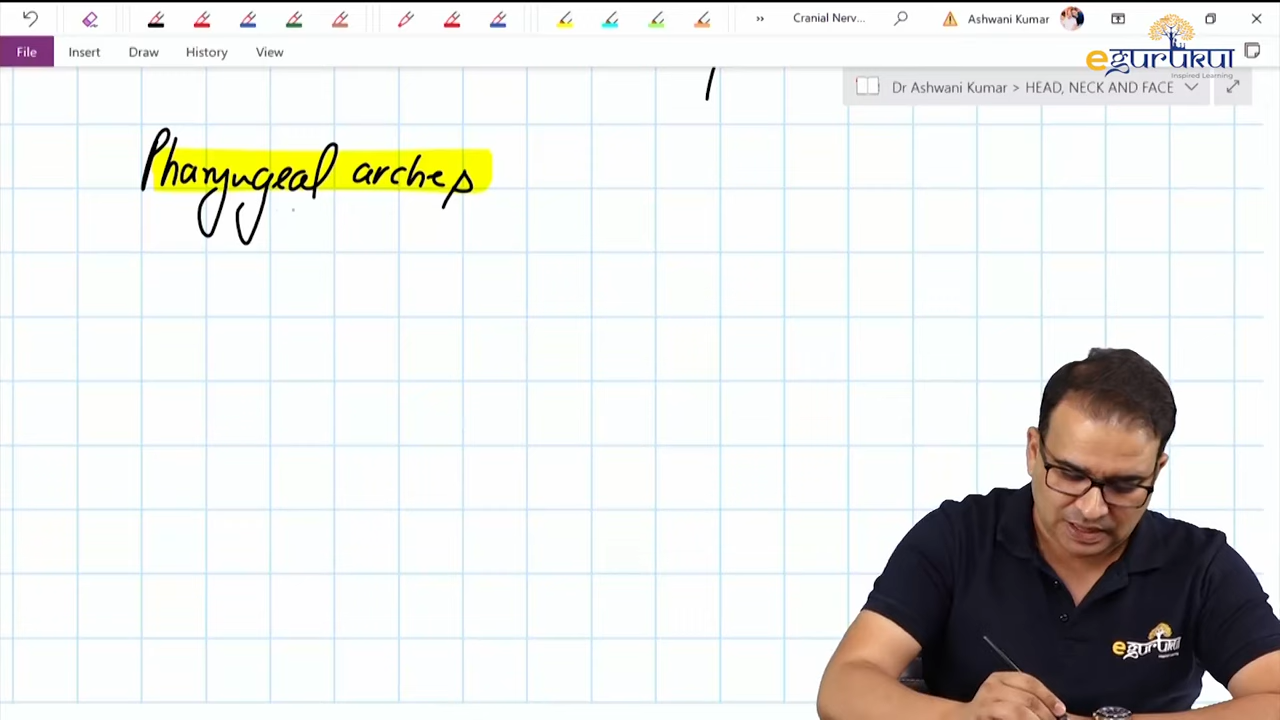 Cranial Nerv...
Ashwani Kumar
File Insert Draw History View
egurukul
Inspired Learning
Dr Ashwani Kumar > HEAD, NECK AND FACE
Pharyngeal arches
egurukul